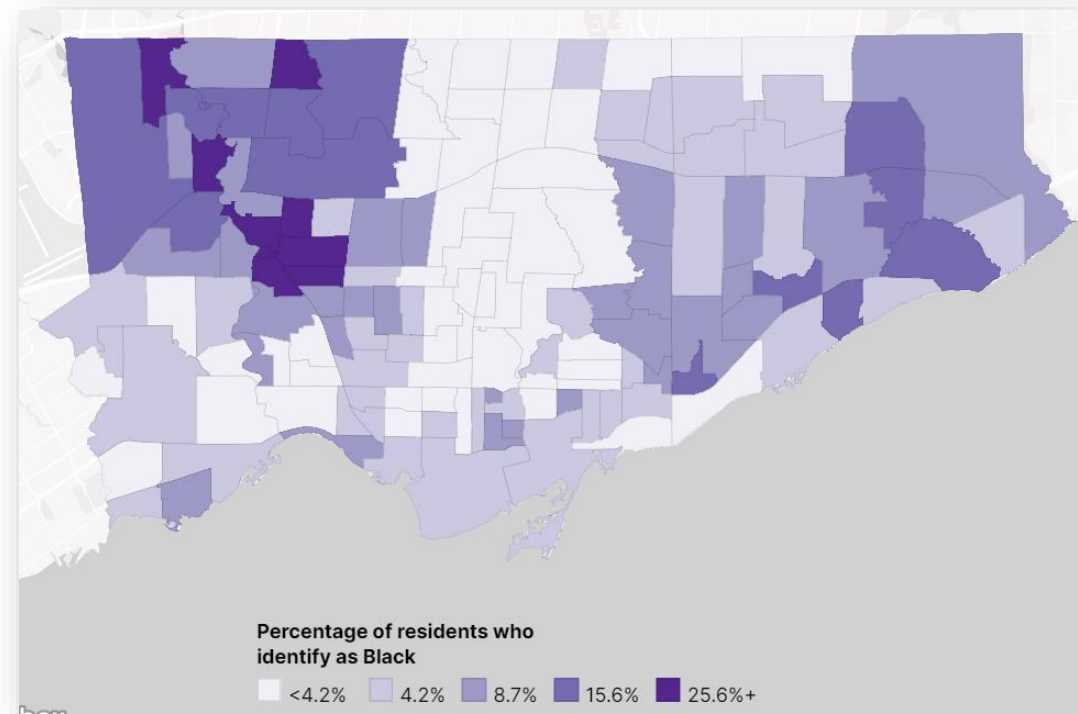 Percentage of residents who
identify as Black
<4.2% 4.2% 8.7% 15.6% 25.6%+